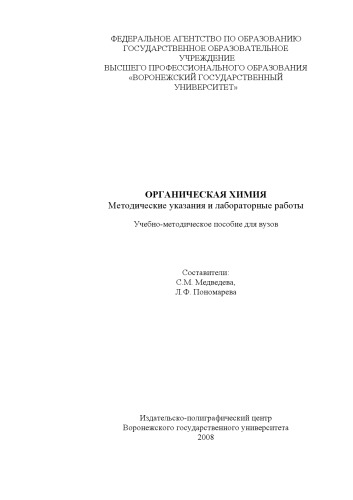 ФЕДЕРАЛЬНОЕ АГЕНТСТВО ПО ОБРАЗОВАНИЮ
ГОСУДАРСТВЕННОЕ ОБРАЗОВАТЕЛЬНОЕ
УЧРЕЖДЕНИЕ
ВЫСШЕГО ПРОФЕССИОНАЛЬНОГО ОБРАЗОВАНИЯ
«ВОРОНЕЖСКИЙ ГОСУДАРСТВЕННЫЙ
УНИВЕРСИТЕТ»
ОРГАНИЧЕСКАЯ ХИМИЯ
Методические указания и лабораторные работы
Учебно-методическое пособие для вузов
Составители:
С.М. Медведева,
Л.Ф. Пономарева
Издательско-полиграфический центр
Воронежского государственного университета
2008